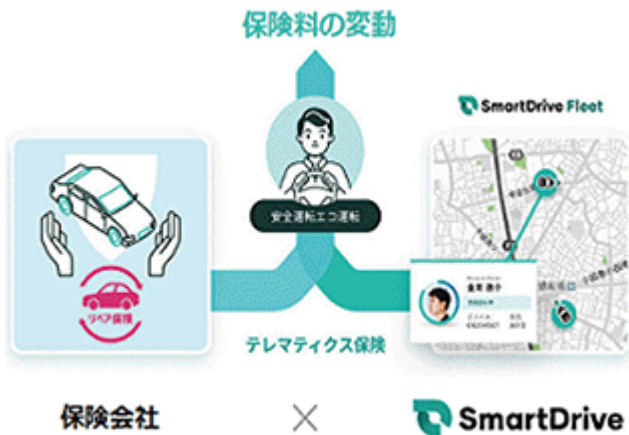 保険料の変動
SmartDrive Fleet
安全運転エコ運転
リペア保険
テレマティクス保険
保険会社
×
SmartDrive